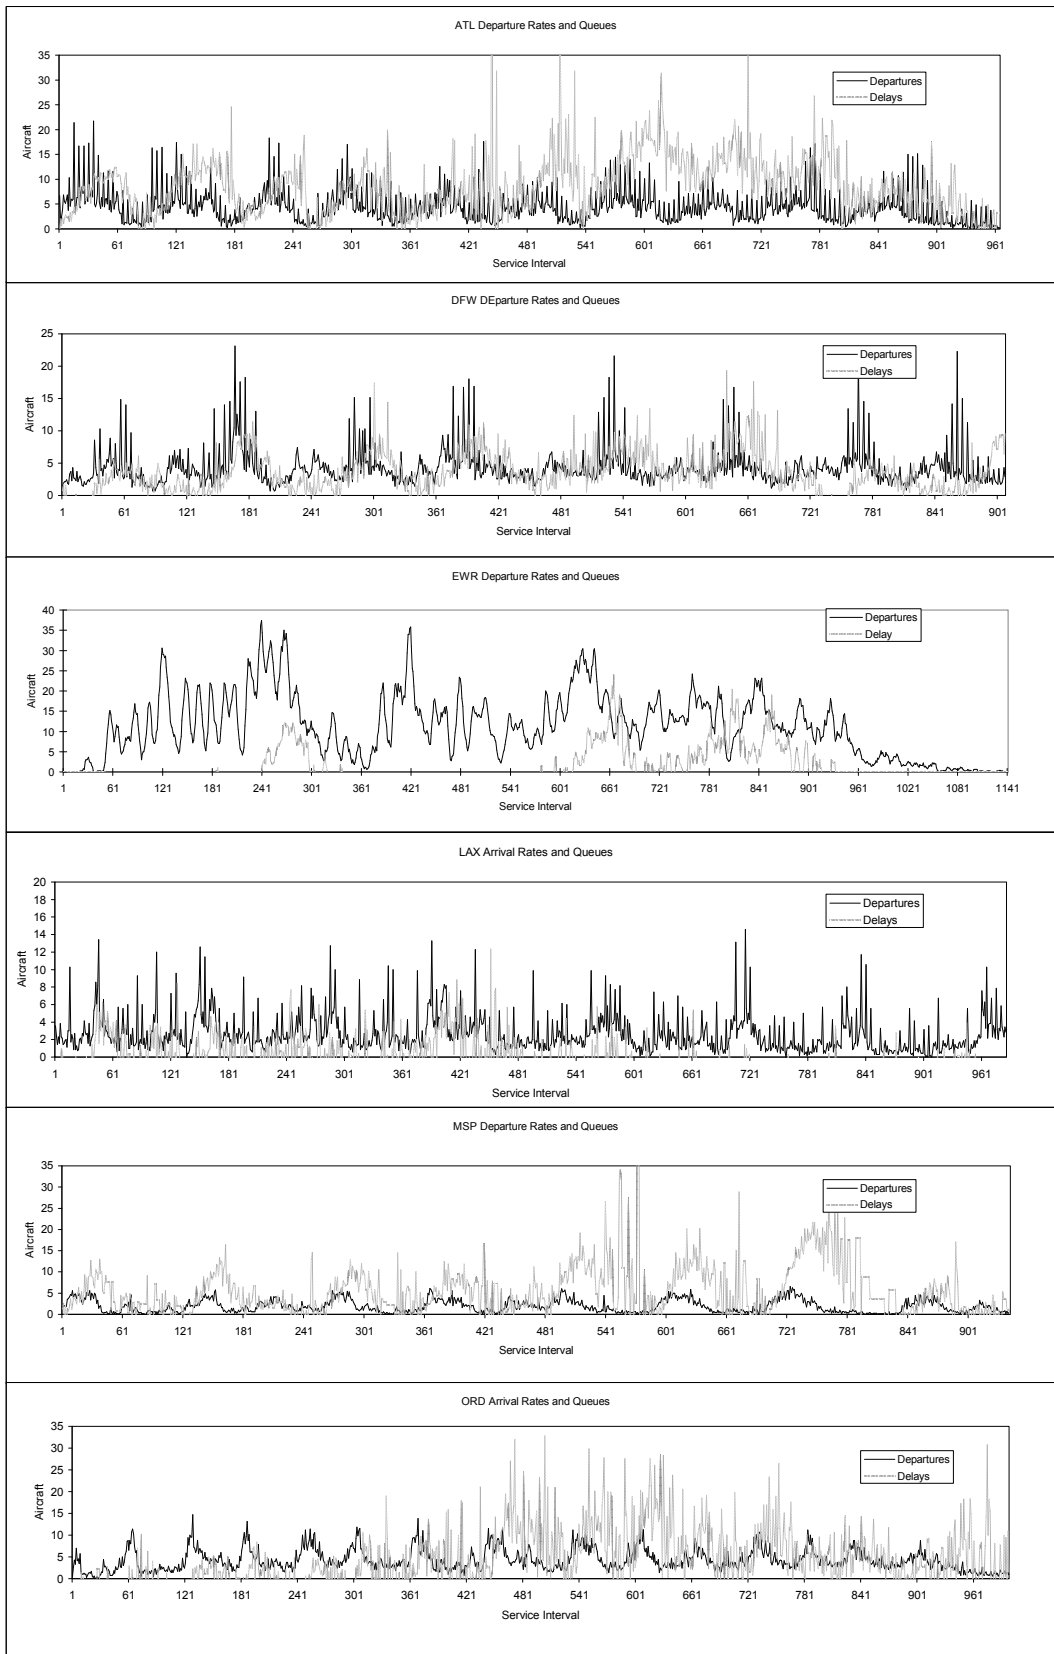 ATL Departure Rates and Queues
35
30
25
20
15
10
5
0
Aircraft
Departures
Delays
1 61 121 181 241 301 361 421 481 541 601 661 721 781 841 901 961
Service Interval
DFW DEparture Rates and Queues
25
20
15
10
5
0
Aircraft
Departures
Delays
1 61 121 181 241 301 361 421 481 541 601 661 721 781 841 901
Service Interval
EWR Departure Rates and Queues
40
35
30
25
20
15
10
5
0
Aircraft
Departures
Delay
1 61 121 181 241 301 361 421 481 541 601 661 721 781 841 901 961 1021 1081 1141
Service Interval
LAX Arrival Rates and Queues
20
18
16
14
12
10
8
6
4
2
0
Aircraft
Departures
Delays
1 61 121 181 241 301 361 421 481 541 601 661 721 781 841 901 961
Service Interval
MSP Departure Rates and Queues
35
30
25
20
15
10
5
0
Aircraft
Departures
Delays
1 61 121 181 241 301 361 421 481 541 601 661 721 781 841 901
Service Interval
ORD Arrival Rates and Queues
35
30
25
20
15
10
5
0
Aircraft
Departures
Delays
1 61 121 181 241 301 361 421 481 541 601 661 721 781 841 901 961
Service Interval